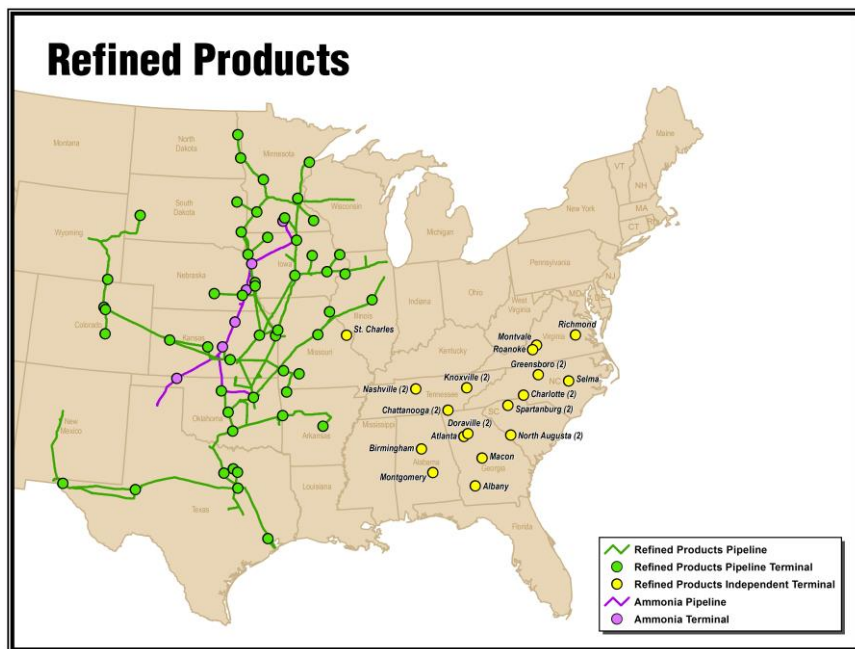 Refined Products
Montana
North
Dakota
Minnesota
Maine
VT
NH
South
Dakota
Wisconsin
Michigan
New York
MA
CT
Wyoming
Iowa
Pennsylvania
NJ
Nebraska
Illinois
Indiana
Ohio
West
Virginia
MD
DE
Colorado
Kansas
Missouri
St. Charles
Kentucky
Virginia
Richmond
Montvale
Roanoke
Greensboro (2)
Nashville (2)
Knoxville (2)
NC
Selma
Tennessee
Charlotte (2)
New
Mexico
Oklahoma
Arkansas
Mississippi
Chattanooga (2)
SC
Spartanburg (2)
Doraville (2)
Atlanta
North Augusta (2)
Birmingham
Alabama
Macon
Georgia
Montgomery
Albany
Texas
Louisiana
Florida
Refined Products Pipeline
Refined Products Pipeline Terminal
Refined Products Independent Terminal
Ammonia Pipeline
Ammonia Terminal